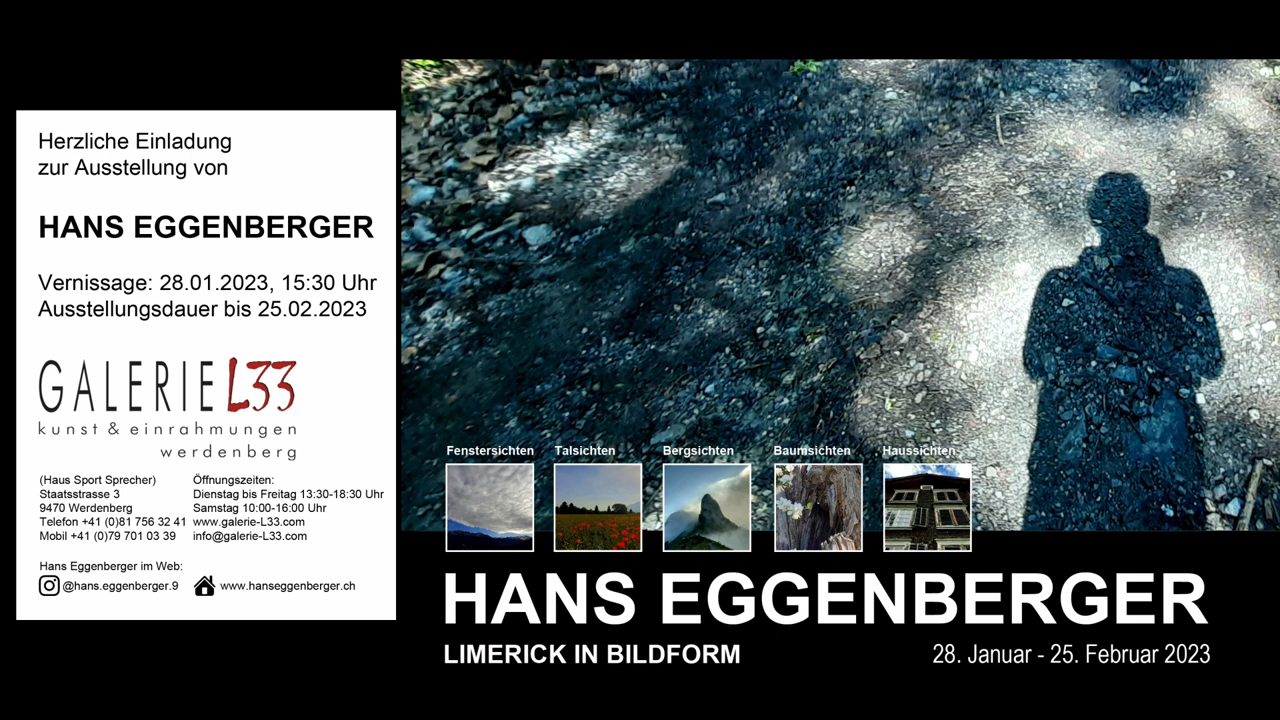 Herzliche Einladung
zur Ausstellung von
HANS EGGENBERGER
Vernissage: 28.01.2023, 15:30 Uhr
Ausstellungsdauer bis 25.02.2023
GALERIE L33
kunst & einrahmungen
werdenberg
(Haus Sport Sprecher)
Staatsstrasse 3
9470 Werdenberg
Telefon +41 (0)81 756 32 41
Mobil +41 (0)79 701 03 39
Öffnungszeiten:
Dienstag bis Freitag 13:30-18:30 Uhr
Samstag 10:00-16:00 Uhr
www.galerie-L33.com
info@galerie-L33.com
Hans Eggenberger im Web:
@hans.eggenberger.9 www.hanseggenberger.ch
Fenstersichten Talsichten Bergsichten Baumsichten Haussichten
HANS EGGENBERGER
LIMERICK IN BILDFORM 28. Januar - 25. Februar 2023